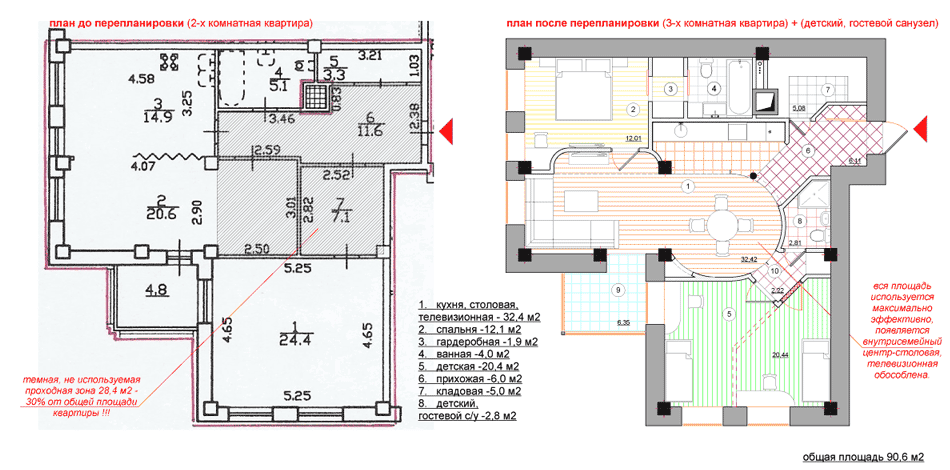 план до перепланировки (2-х комнатная квартира)
план после перепланировки (3-х комнатная квартира) + (детский, гостевой санузел)
4.58
3
14.9
3.25
4
5.1
5
3.3
3.21
1.03
0.83
3.46
6
11.6
2.38
4.07
2.59
2.52
2
20.6
2.90
3.01
2.82
7
7.1
2.50
5.25
4.8
4.65
1
24.4
4.65
5.25
темная, не используемая
проходная зона 28,4 м2 -
30% от общей площади
квартиры !!!
1. кухня, столовая,
телевизионная - 32,4 м2
2. спальня -12,1 м2
3. гардеробная -1,9 м2
4. ванная -4,0 м2
5. детская -20,4 м2
6. прихожая -6,0 м2
7. кладовая -5,0 м2
8. детский,
гостевой с/у -2,8 м2
2
12.01
3
4
7
5.08
6
6.11
1
32.42
8
2.81
10
2.02
9
6.35
5
20.44
вся площадь
используется
максимально
эффективно,
появляется
внутрисемейный
центр-столовая,
телевизионная
обособлена.
общая площадь 90,6 м2